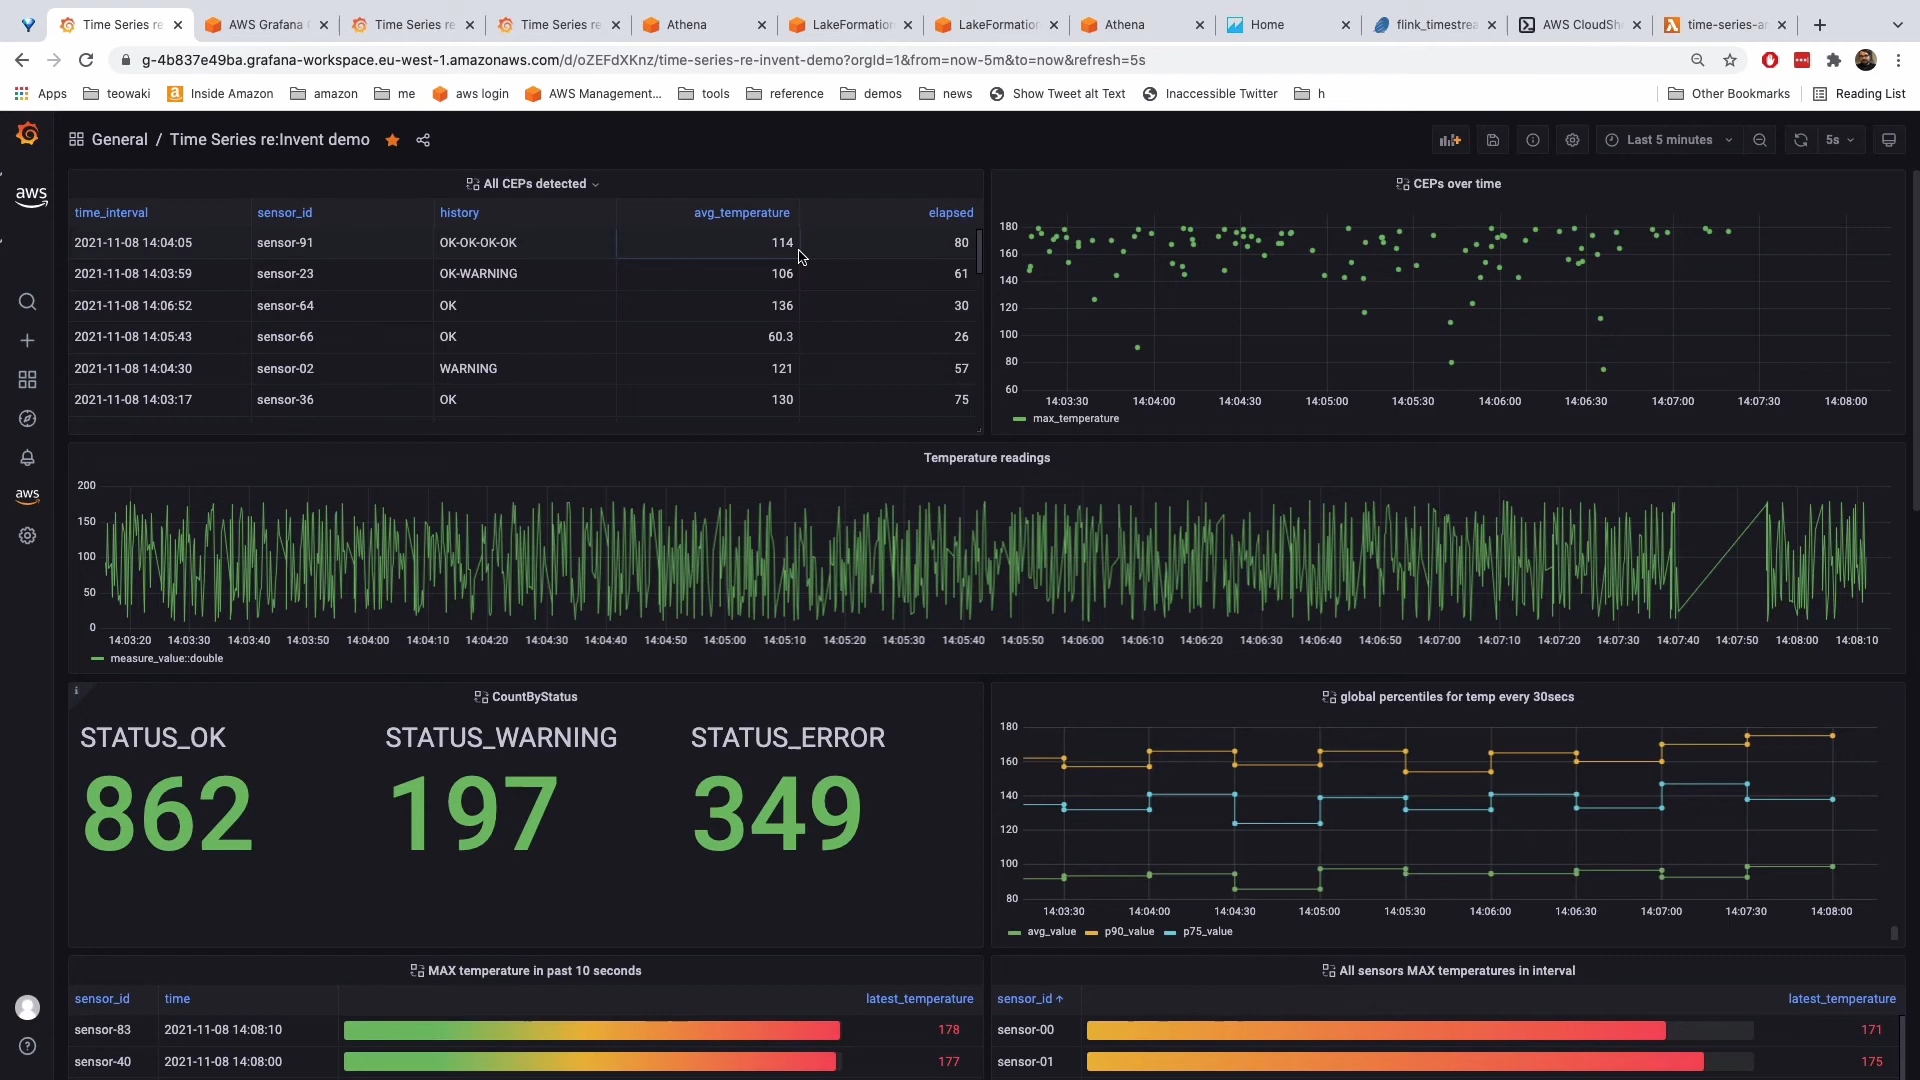 Time Series re
AWS Grafana
Time Series re
Time Series re
Athena
LakeFormation
LakeFormation
Athena
Home
flink_timestrea
AWS CloudSh
time-series-a
g-4b837e49ba.grafana-workspace.eu-west-1.amazonaws.com/d/oZEFdXKnz/time-series-re-invent-demo?orgId=1&from=now-5m&to=now&refresh=5s
Apps teowaki Inside Amazon amazon me aws login AWS Management... tools reference demos news Show Tweet alt Text Inaccessible Twitter h Other Bookmarks Reading List
General / Time Series re:Invent demo
Last 5 minutes
5s
aws
aws
All CEPs detected
time_interval sensor_id history avg_temperature elapsed
2021-11-08 14:04:05 sensor-91 OK-OK-OK-OK 114 80
2021-11-08 14:03:59 sensor-23 OK-WARNING 106 61
2021-11-08 14:06:52 sensor-64 OK 136 30
2021-11-08 14:05:43 sensor-66 OK 60.3 26
2021-11-08 14:04:30 sensor-02 WARNING 121 57
2021-11-08 14:03:17 sensor-36 OK 130 75
CEPs over time
180
160
140
120
100
80
60
14:03:30 14:04:00 14:04:30 14:05:00 14:05:30 14:06:00 14:06:30 14:07:00 14:07:30 14:08:00
max_temperature
Temperature readings
200
150
100
50
0
14:03:20 14:03:30 14:03:40 14:03:50 14:04:00 14:04:10 14:04:20 14:04:30 14:04:40 14:04:50 14:05:00 14:05:10 14:05:20 14:05:30 14:05:40 14:05:50 14:06:00 14:06:10 14:06:20 14:06:30 14:06:40 14:06:50 14:07:00 14:07:10 14:07:20 14:07:30 14:07:40 14:07:50 14:08:00 14:08:10
measure_value::double
i
CountByStatus
STATUS_OK STATUS_WARNING STATUS_ERROR
862 197 349
global percentiles for temp every 30secs
180
160
140
120
100
80
14:03:30 14:04:00 14:04:30 14:05:00 14:05:30 14:06:00 14:06:30 14:07:00 14:07:30 14:08:00
avg_value p90_value p75_value
MAX temperature in past 10 seconds
sensor_id time latest_temperature
sensor-83 2021-11-08 14:08:10 178
sensor-40 2021-11-08 14:08:00 177
All sensors MAX temperatures in interval
sensor_id latest_temperature
sensor-00 171
sensor-01 175